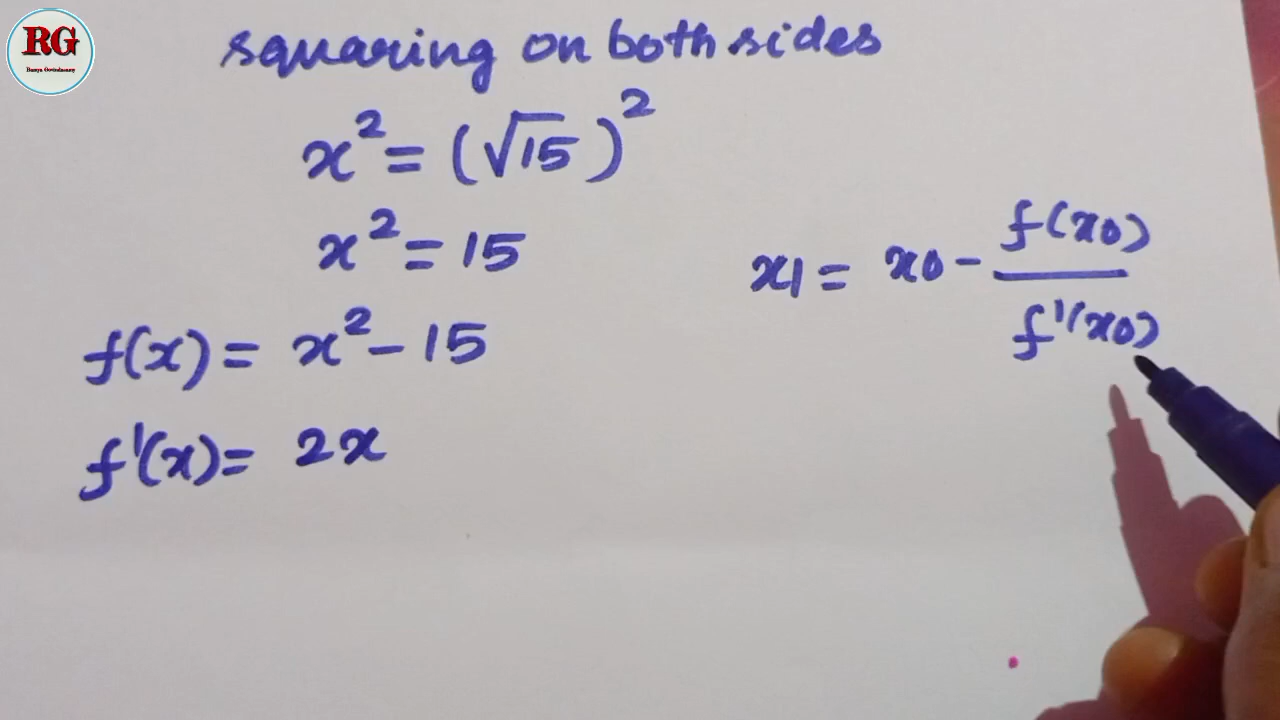 RG
squaring on both sides
x² = (√15)²
x² = 15
x1 = x0 - f(x0) / f'(x0)
f(x) = x² - 15
f'(x) = 2x